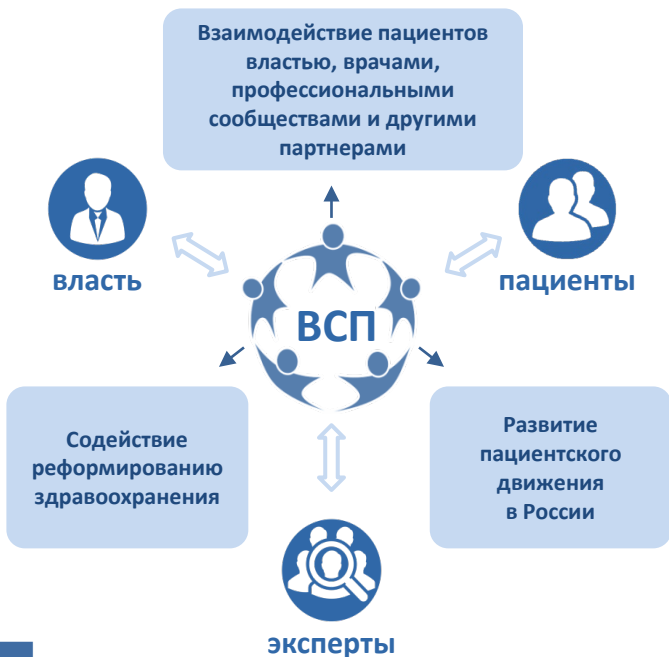 Взаимодействие пациентов
властью, врачами,
профессиональными
сообществами и другими
партнерами
власть
пациенты
ВСП
Содействие
реформированию
здравоохранения
Развитие
пациентского
движения
в России
эксперты